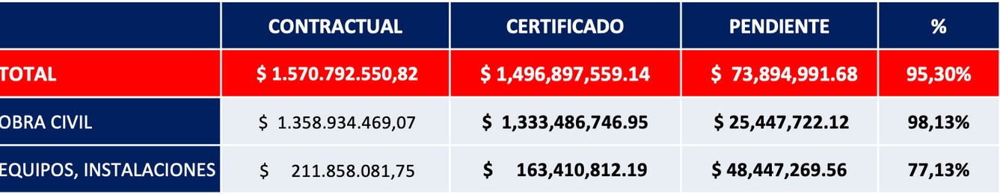 CONTRACTUAL CERTIFICADO PENDIENTE %
TOTAL $ 1.570.792.550,82 $ 1,496,897,559.14 $ 73,894,991.68 95,30%
OBRA CIVIL $ 1.358.934.469,07 $ 1,333,486,746.95 $ 25,447,722.12 98,13%
EQUIPOS, INSTALACIONES $ 211.858.081,75 $ 163,410,812.19 $ 48,447,269.56 77,13%